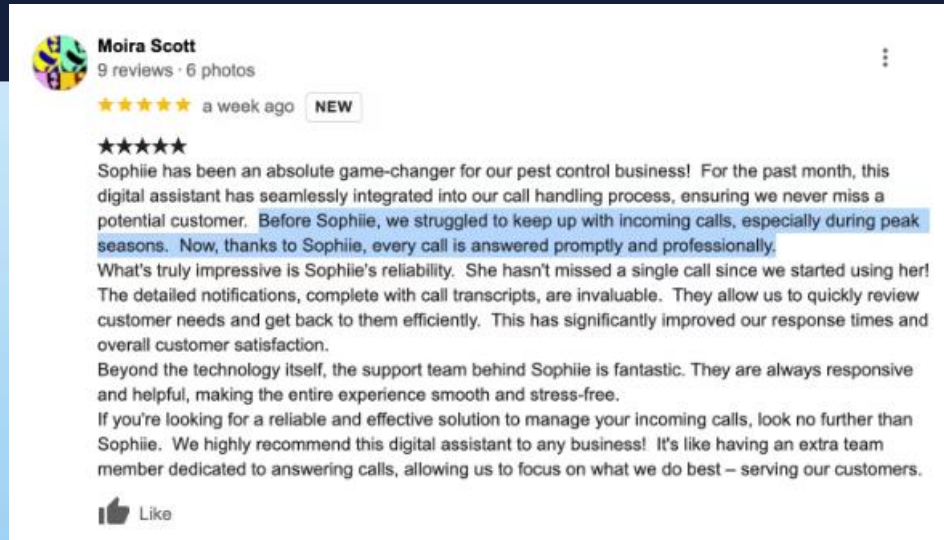 Moira Scott
9 reviews · 6 photos
★★★★★ a week ago NEW
★★★★★
Sophiie has been an absolute game-changer for our pest control business!  For the past month, this
digital assistant has seamlessly integrated into our call handling process, ensuring we never miss a
potential customer.  Before Sophiie, we struggled to keep up with incoming calls, especially during peak
seasons.  Now, thanks to Sophiie, every call is answered promptly and professionally.
What's truly impressive is Sophiie's reliability.  She hasn't missed a single call since we started using her!
The detailed notifications, complete with call transcripts, are invaluable.  They allow us to quickly review
customer needs and get back to them efficiently.  This has significantly improved our response times and
overall customer satisfaction.
Beyond the technology itself, the support team behind Sophiie is fantastic. They are always responsive
and helpful, making the entire experience smooth and stress-free.
If you're looking for a reliable and effective solution to manage your incoming calls, look no further than
Sophiie.  We highly recommend this digital assistant to any business!  It's like having an extra team
member dedicated to answering calls, allowing us to focus on what we do best – serving our customers.
Like